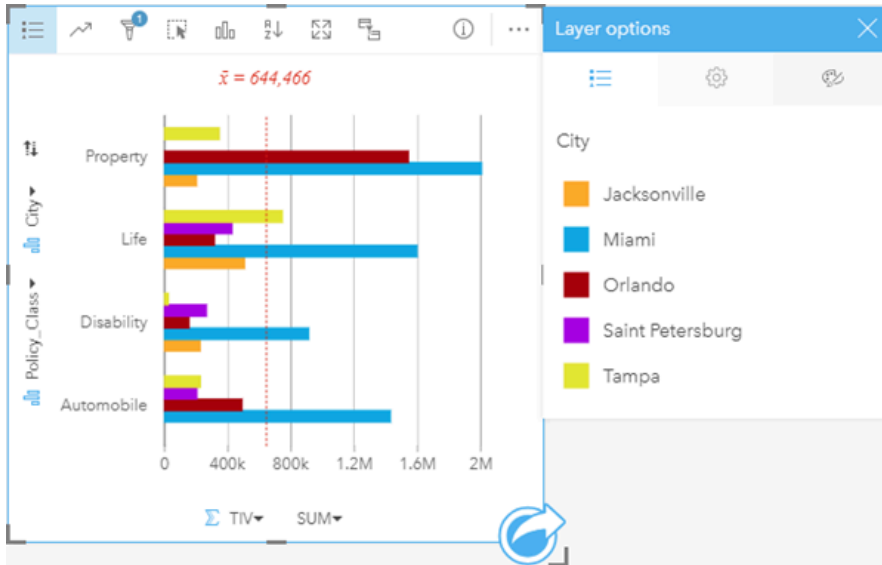 1
A
Z
Layer options
x̄ = 644,466
City
Property
Life
Disability
Automobile
City
Policy_Class
0 400k 800k 1.2M 1.6M 2M
Σ TIV SUM
Jacksonville
Miami
Orlando
Saint Petersburg
Tampa